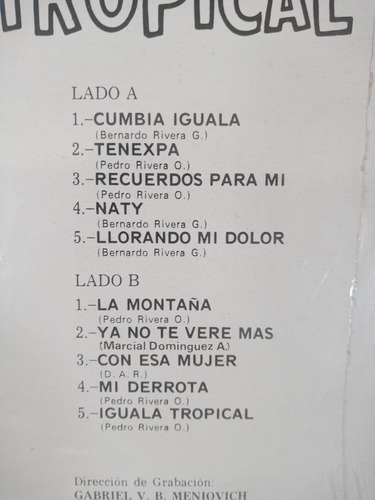 TROPICAL
LADO A
1.-CUMBIA IGUALA
(Bernardo Rivera G.)
2.-TENEXPA
(Pedro Rivera O.)
3.-RECUERDOS PARA MI
(Pedro Rivera O.)
4.-NATY
(Bernardo Rivera G.)
5.-LLORANDO MI DOLOR
(Bernardo Rivera G.)
LADO B
1.-LA MONTAÑA
(Pedro Rivera O.)
2.-YA NO TE VERE MAS
(Marcial Dominguez A.)
3.-CON ESA MUJER
(D. A. R.)
4.-MI DERROTA
(Pedro Rivera O.)
5.-IGUALA TROPICAL
(Pedro Rivera O.)
Dirección de Grabación:
GABRIEL V. B. MENIOVICH